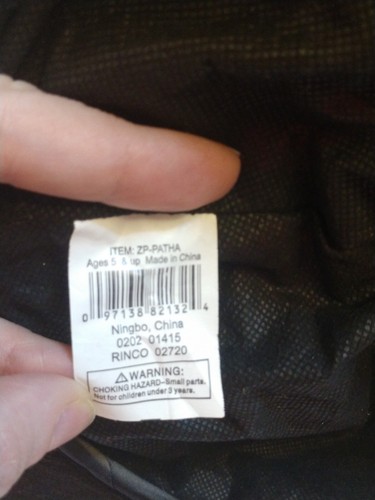 ITEM: ZP-PATHA
Ages 5 & up Made in China
0 97138 82132 4
Ningbo, China
0202 01415
RINCO 02720
⚠ WARNING:
CHOKING HAZARD-Small parts.
Not for children under 3 years.